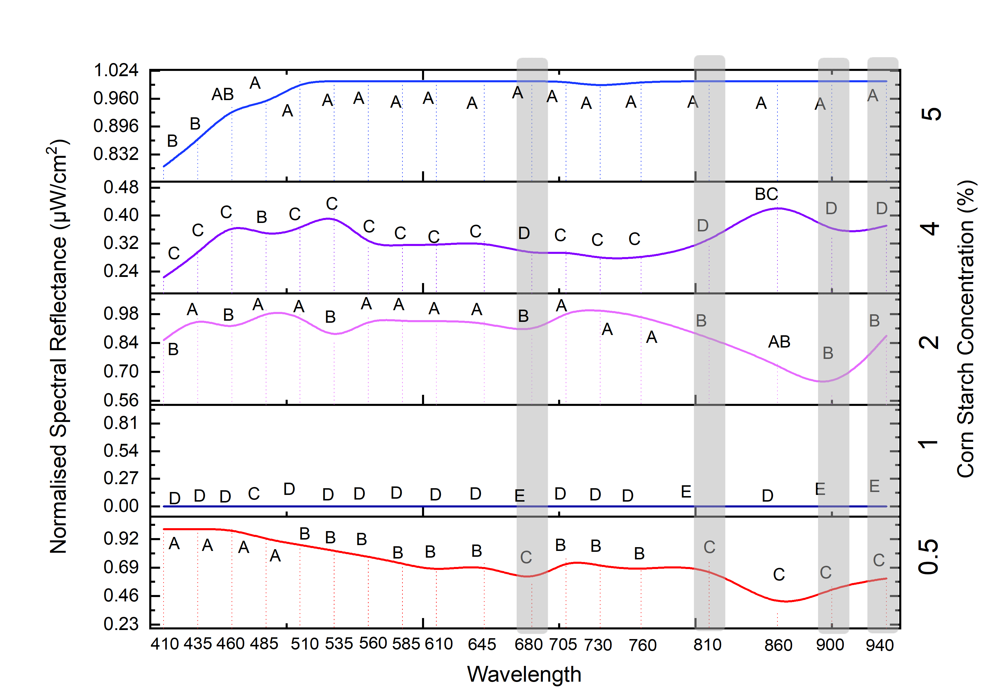 Normalised Spectral Reflectance (µW/cm²)
1.024
0.960
0.896
0.832
B B AB A A A A A A A A A A A A A A A
5
0.48
0.40
0.32
0.24
C C C B C C C C C C D C C C D BC D D
4
0.98
0.84
0.70
0.56
B A B A A B A A A A B A A A B AB B B
2
0.81
0.54
0.27
0.00
D D D C D D D D D D E D D D E D E E
1
0.92
0.69
0.46
0.23
A A A A B B B B B B C B B B C C C C
0.5
Corn Starch Concentration (%)
410 435 460 485 510 535 560 585 610 645 680 705 730 760 810 860 900 940
Wavelength